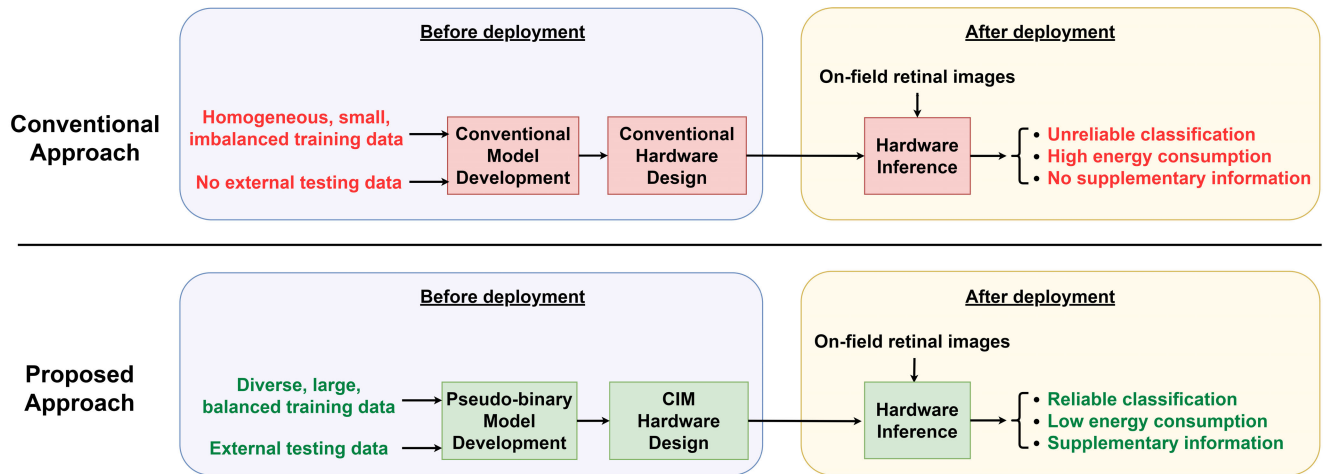 Before deployment
After deployment
On-field retinal images
Conventional
Approach
Homogeneous, small,
imbalanced training data
No external testing data
Conventional
Model
Development
Conventional
Hardware
Design
Hardware
Inference
• Unreliable classification
• High energy consumption
• No supplementary information
Before deployment
After deployment
On-field retinal images
Proposed
Approach
Diverse, large,
balanced training data
External testing data
Pseudo-binary
Model
Development
CIM
Hardware
Design
Hardware
Inference
• Reliable classification
• Low energy consumption
• Supplementary information